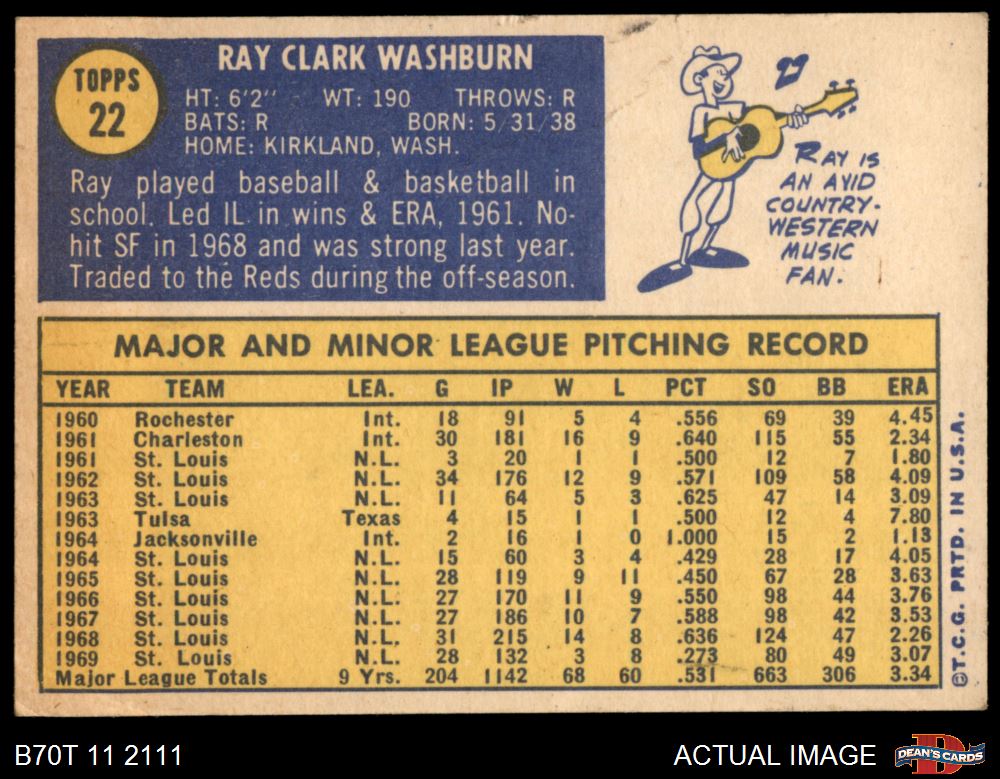 TOPPS
22
RAY CLARK WASHBURN
HT: 6'2" WT: 190 THROWS: R
BATS: R BORN: 5/31/38
HOME: KIRKLAND, WASH.
Ray played baseball & basketball in
school. Led IL in wins & ERA, 1961. No-
hit SF in 1968 and was strong last year.
Traded to the Reds during the off-season.
RAY IS
AN AVID
COUNTRY-
WESTERN
MUSIC
FAN.
MAJOR AND MINOR LEAGUE PITCHING RECORD
YEAR TEAM LEA. G IP W L PCT SO BB ERA
1960 Rochester Int. 18 91 5 4 .556 69 39 4.45
1961 Charleston Int. 30 181 16 9 .640 115 55 2.34
1961 St. Louis N.L. 3 20 1 1 .500 12 7 1.80
1962 St. Louis N.L. 34 176 12 9 .571 109 58 4.09
1963 St. Louis N.L. 11 64 5 3 .625 47 14 3.09
1963 Tulsa Texas 4 15 1 1 .500 12 4 7.80
1964 Jacksonville Int. 2 16 1 0 1.000 15 2 1.13
1964 St. Louis N.L. 15 60 3 4 .429 28 17 4.05
1965 St. Louis N.L. 28 119 9 11 .450 67 28 3.63
1966 St. Louis N.L. 27 170 11 9 .550 98 44 3.76
1967 St. Louis N.L. 27 186 10 7 .588 98 42 3.53
1968 St. Louis N.L. 31 215 14 8 .636 124 47 2.26
1969 St. Louis N.L. 28 132 3 8 .273 80 49 3.07
Major League Totals 9 Yrs. 204 1142 68 60 .531 663 306 3.34
©T.C.G. PRTD. IN U.S.A.
B70T 11 2111
ACTUAL IMAGE
DEAN'S CARDS